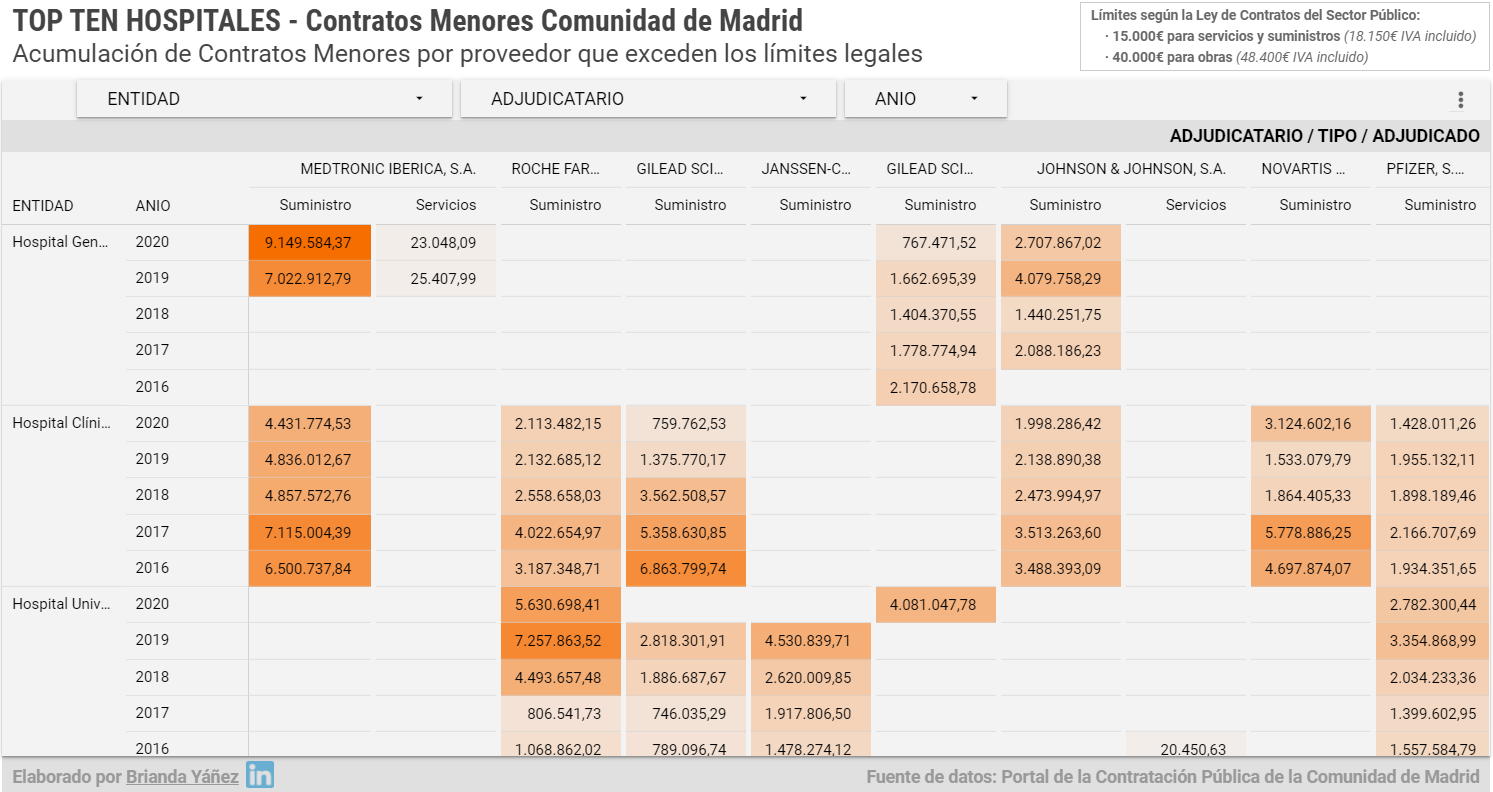 TOP TEN HOSPITALES - Contratos Menores Comunidad de Madrid
Acumulación de Contratos Menores por proveedor que exceden los límites legales
Límites según la Ley de Contratos del Sector Público:
· 15.000€ para servicios y suministros (18.150€ IVA incluido)
· 40.000€ para obras (48.400€ IVA incluido)
ENTIDAD ADJUDICATARIO ANIO
ADJUDICATARIO / TIPO / ADJUDICADO
MEDTRONIC IBERICA, S.A. ROCHE FAR... GILEAD SCI... JANSSEN-C... GILEAD SCI... JOHNSON & JOHNSON, S.A. NOVARTIS ... PFIZER, S....
ENTIDAD ANIO Suministro Servicios Suministro Suministro Suministro Suministro Suministro Servicios Suministro Suministro
Hospital Gen... 2020 9.149.584,37 23.048,09 767.471,52 2.707.867,02
2019 7.022.912,79 25.407,99 1.662.695,39 4.079.758,29
2018 1.404.370,55 1.440.251,75
2017 1.778.774,94 2.088.186,23
2016 2.170.658,78
Hospital Clíni... 2020 4.431.774,53 2.113.482,15 759.762,53 1.998.286,42 3.124.602,16 1.428.011,26
2019 4.836.012,67 2.132.685,12 1.375.770,17 2.138.890,38 1.533.079,79 1.955.132,11
2018 4.857.572,76 2.558.658,03 3.562.508,57 2.473.994,97 1.864.405,33 1.898.189,46
2017 7.115.004,39 4.022.654,97 5.358.630,85 3.513.263,60 5.778.886,25 2.166.707,69
2016 6.500.737,84 3.187.348,71 6.863.799,74 3.488.393,09 4.697.874,07 1.934.351,65
Hospital Univ... 2020 5.630.698,41 4.081.047,78 2.782.300,44
2019 7.257.863,52 2.818.301,91 4.530.839,71 3.354.868,99
2018 4.493.657,48 1.886.687,67 2.620.009,85 2.034.233,36
2017 806.541,73 746.035,29 1.917.806,50 1.399.602,95
2016 1.068.862,02 789.096,74 1.478.274,12 20.450,63 1.557.584,79
Elaborado por Brianda Yáñez in
Fuente de datos: Portal de la Contratación Pública de la Comunidad de Madrid